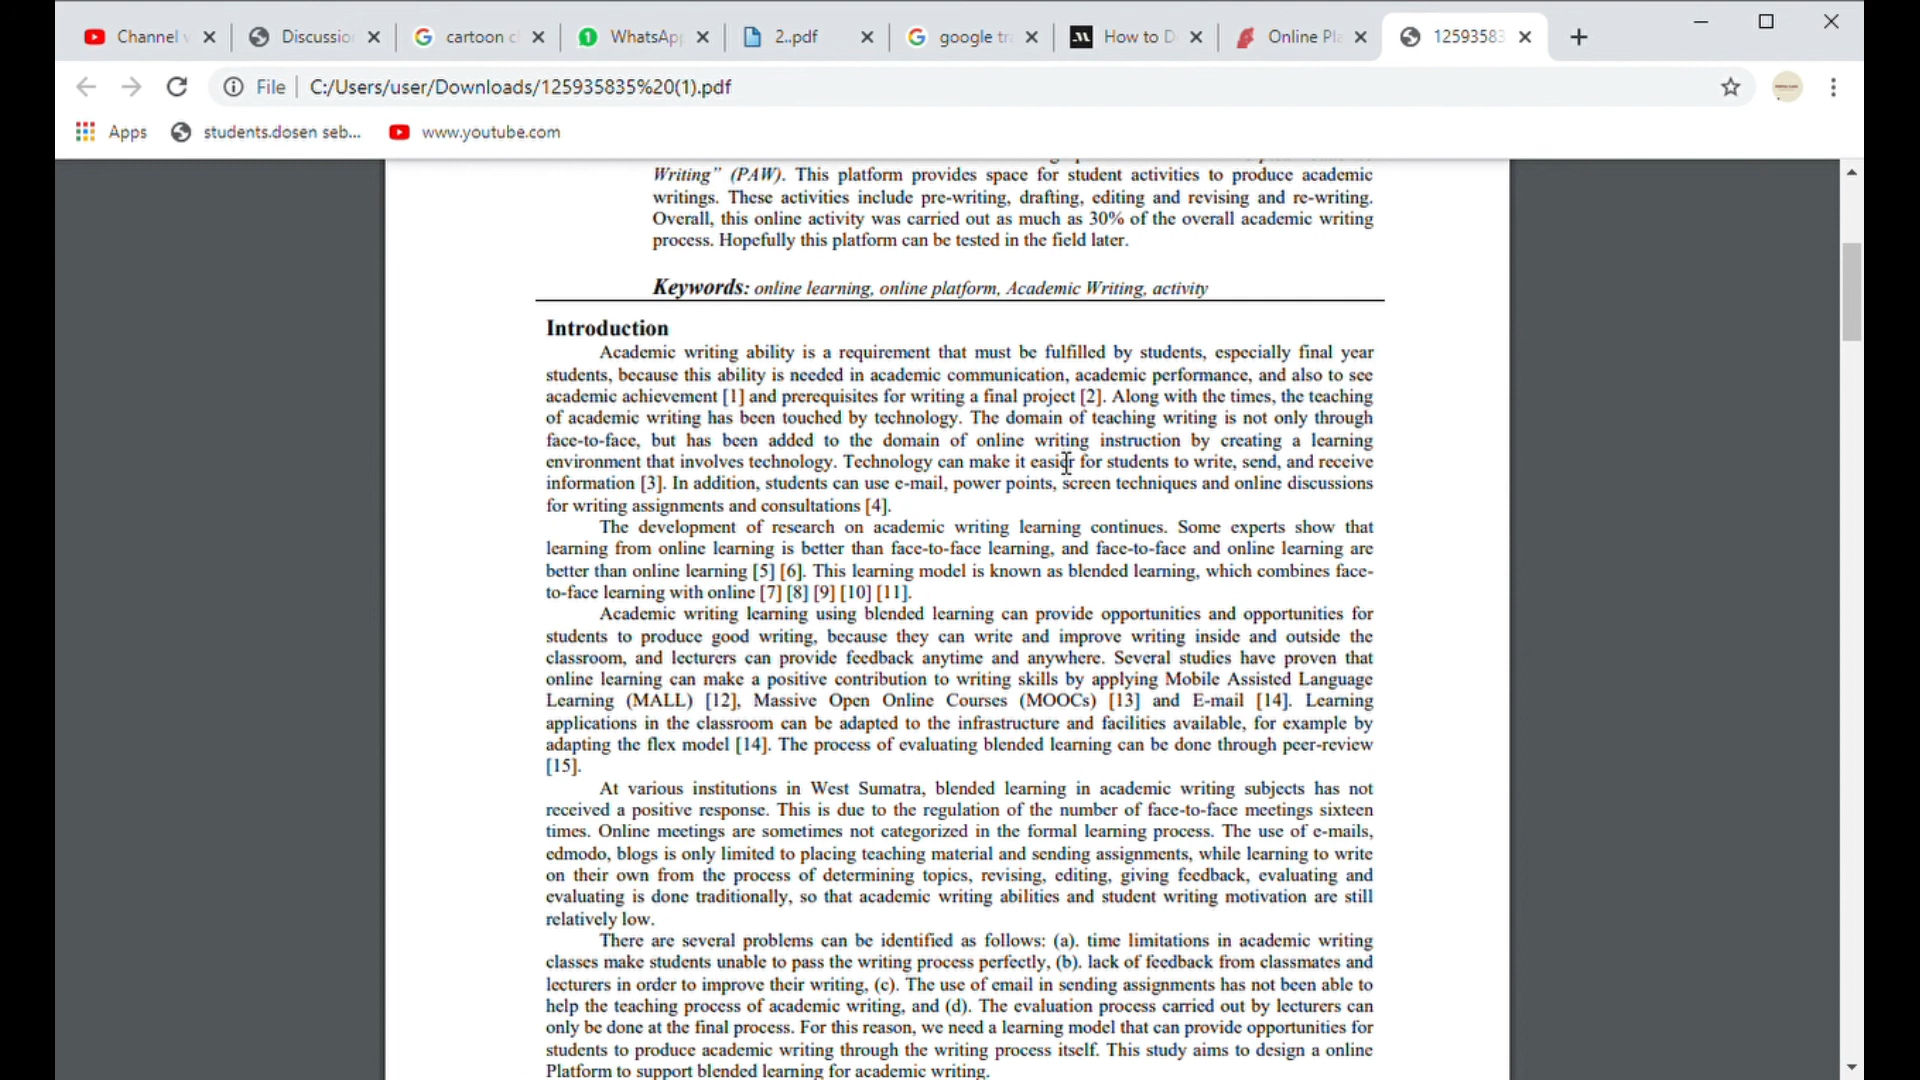 Channel
Discussio
cartoon c
WhatsAp
2..pdf
google tr
How to D
Online Pla
12593583
File
C:/Users/user/Downloads/125935835%20(1).pdf
Apps
students.dosen seb...
www.youtube.com
Writing” (PAW). This platform provides space for student activities to produce academic
writings. These activities include pre-writing, drafting, editing and revising and re-writing.
Overall, this online activity was carried out as much as 30% of the overall academic writing
process. Hopefully this platform can be tested in the field later.
Keywords: online learning, online platform, Academic Writing, activity
Introduction
Academic writing ability is a requirement that must be fulfilled by students, especially final year
students, because this ability is needed in academic communication, academic performance, and also to see
academic achievement [1] and prerequisites for writing a final project [2]. Along with the times, the teaching
of academic writing has been touched by technology. The domain of teaching writing is not only through
face-to-face, but has been added to the domain of online writing instruction by creating a learning
environment that involves technology. Technology can make it easier for students to write, send, and receive
information [3]. In addition, students can use e-mail, power points, screen techniques and online discussions
for writing assignments and consultations [4].
The development of research on academic writing learning continues. Some experts show that
learning from online learning is better than face-to-face learning, and face-to-face and online learning are
better than online learning [5] [6]. This learning model is known as blended learning, which combines face-
to-face learning with online [7] [8] [9] [10] [11].
Academic writing learning using blended learning can provide opportunities and opportunities for
students to produce good writing, because they can write and improve writing inside and outside the
classroom, and lecturers can provide feedback anytime and anywhere. Several studies have proven that
online learning can make a positive contribution to writing skills by applying Mobile Assisted Language
Learning (MALL) [12], Massive Open Online Courses (MOOCs) [13] and E-mail [14]. Learning
applications in the classroom can be adapted to the infrastructure and facilities available, for example by
adapting the flex model [14]. The process of evaluating blended learning can be done through peer-review
[15].
At various institutions in West Sumatra, blended learning in academic writing subjects has not
received a positive response. This is due to the regulation of the number of face-to-face meetings sixteen
times. Online meetings are sometimes not categorized in the formal learning process. The use of e-mails,
edmodo, blogs is only limited to placing teaching material and sending assignments, while learning to write
on their own from the process of determining topics, revising, editing, giving feedback, evaluating and
evaluating is done traditionally, so that academic writing abilities and student writing motivation are still
relatively low.
There are several problems can be identified as follows: (a). time limitations in academic writing
classes make students unable to pass the writing process perfectly, (b). lack of feedback from classmates and
lecturers in order to improve their writing, (c). The use of email in sending assignments has not been able to
help the teaching process of academic writing, and (d). The evaluation process carried out by lecturers can
only be done at the final process. For this reason, we need a learning model that can provide opportunities for
students to produce academic writing through the writing process itself. This study aims to design a online
Platform to support blended learning for academic writing.